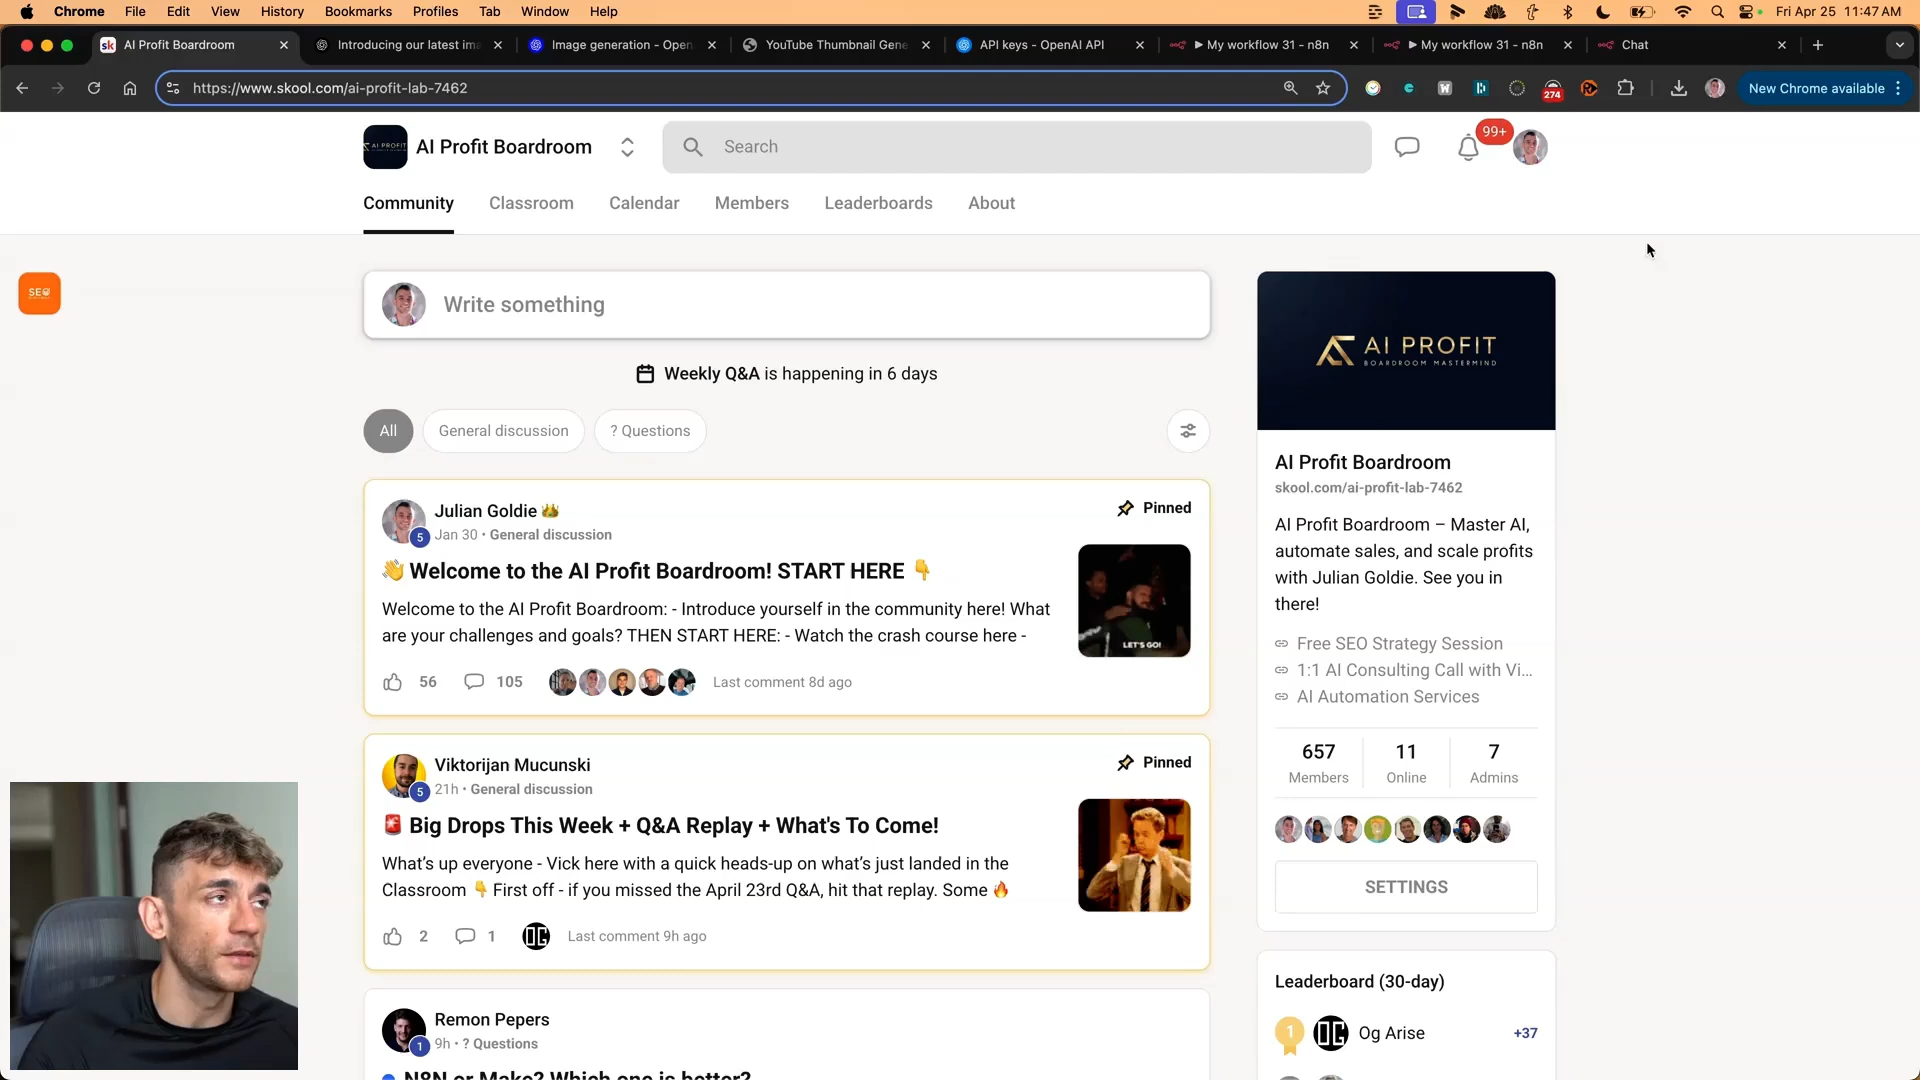 Chrome File Edit View History Bookmarks Profiles Tab Window Help Fri Apr 25 11:47 AM
sk AI Profit Boardroom Introducing our latest ima Image generation - Open YouTube Thumbnail Gene API keys - OpenAI API My workflow 31 - n8n My workflow 31 - n8n Chat
https://www.skool.com/ai-profit-lab-7462 274 New Chrome available
AI PROFIT AI Profit Boardroom Search 99+
Community Classroom Calendar Members Leaderboards About
SEO
Write something
Weekly Q&A is happening in 6 days
All General discussion ? Questions
Julian Goldie Pinned
5 Jan 30 • General discussion
👋 Welcome to the AI Profit Boardroom! START HERE 👇
Welcome to the AI Profit Boardroom: - Introduce yourself in the community here! What
are your challenges and goals? THEN START HERE: - Watch the crash course here -
LET'S GO!
56 105 Last comment 8d ago
Viktorijan Mucunski Pinned
5 21h • General discussion
🚨 Big Drops This Week + Q&A Replay + What's To Come!
What's up everyone - Vick here with a quick heads-up on what's just landed in the
Classroom 👇 First off - if you missed the April 23rd Q&A, hit that replay. Some 🔥
2 1 OG Last comment 9h ago
Remon Pepers
1 9h • ? Questions
N8N or Make? Which one is better?
AI PROFIT
BOARDROOM MASTERMIND
AI Profit Boardroom
skool.com/ai-profit-lab-7462
AI Profit Boardroom – Master AI,
automate sales, and scale profits
with Julian Goldie. See you in
there!
Free SEO Strategy Session
1:1 AI Consulting Call with Vi...
AI Automation Services
657 11 7
Members Online Admins
SETTINGS
Leaderboard (30-day)
1 OG Og Arise +37